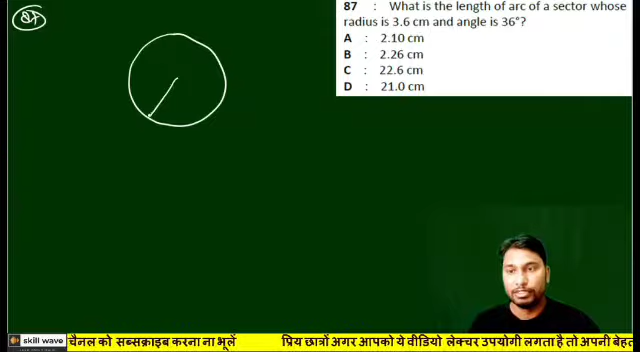 87
87 : What is the length of arc of a sector whose
radius is 3.6 cm and angle is 36°?
A : 2.10 cm
B : 2.26 cm
C : 22.6 cm
D : 21.0 cm
skill wave
चैनल को सब्सक्राइब करना ना भूलें
प्रिय छात्रों अगर आपको ये वीडियो लेक्चर उपयोगी लगता है तो अपनी बेहत